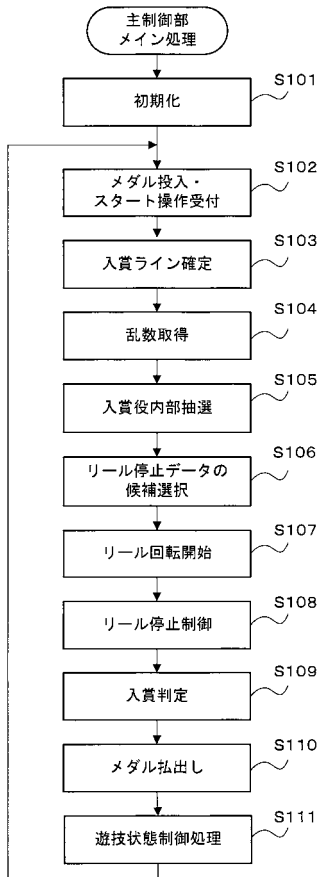 主制御部
メイン処理
S101
初期化
S102
メダル投入・
スタート操作受付
S103
入賞ライン確定
S104
乱数取得
S105
入賞役内部抽選
S106
リール停止データの
候補選択
S107
リール回転開始
S108
リール停止制御
S109
入賞判定
S110
メダル払出し
S111
遊技状態制御処理